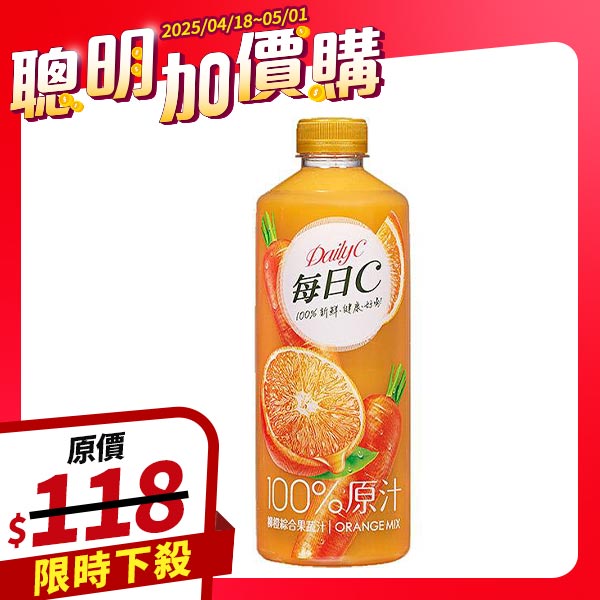 2025/04/18~05/01
聰明加價購
DailyC
每日C
100% 新鮮·健康·好喝
100%原汁
柳橙綜合果蔬汁 | ORANGE MIX
原價
$118
限時下殺